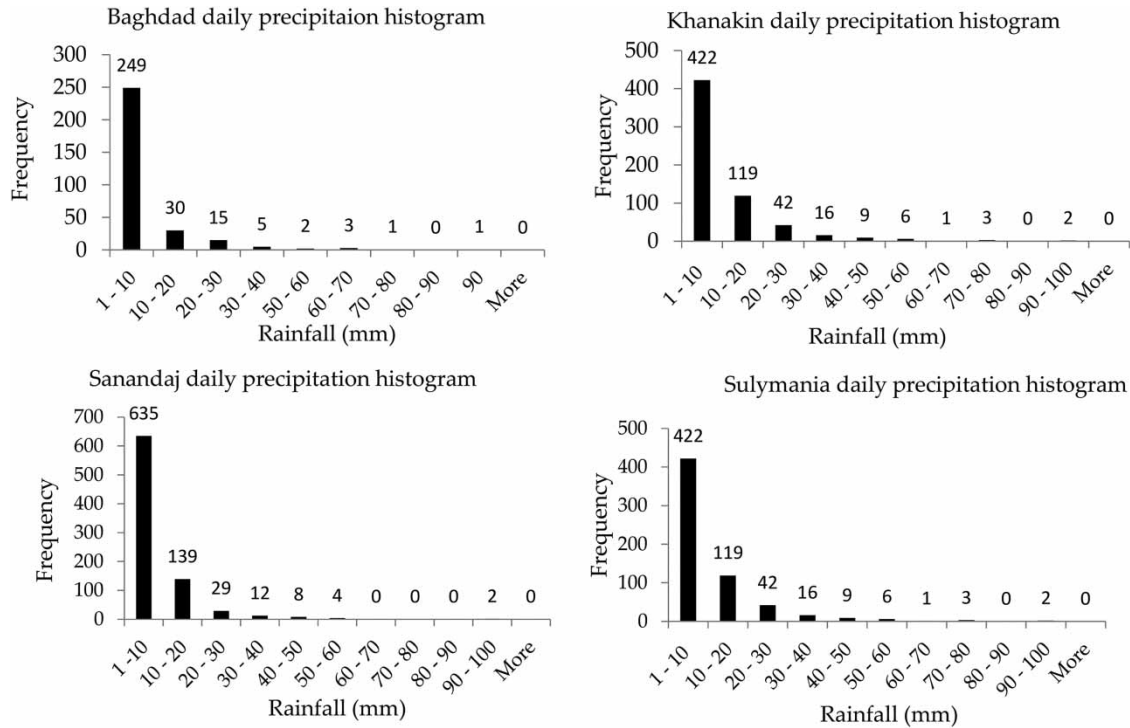 Baghdad daily precipitaion histogram
Frequency
300
250
200
150
100
50
0
249
30
15
5
2
3
1
0
1
0
1 - 10
10 - 20
20 - 30
30 - 40
50 - 60
60 - 70
70 - 80
80 - 90
90
More
Rainfall (mm)
Khanakin daily precipitation histogram
Frequency
500
400
300
200
100
0
422
119
42
16
9
6
1
3
0
2
0
1 - 10
10 - 20
20 - 30
30 - 40
40 - 50
50 - 60
60 - 70
70 - 80
80 - 90
90 - 100
More
Rainfall (mm)
Sanandaj daily precipitation histogram
Frequency
700
600
500
400
300
200
100
0
635
139
29
12
8
4
0
0
0
2
0
1 -10
10 - 20
20 - 30
30 - 40
40 - 50
50 - 60
60 - 70
70 - 80
80 - 90
90 - 100
More
Rainfall (mm)
Sulymania daily precipitation histogram
Frequency
500
400
300
200
100
0
422
119
42
16
9
6
1
3
0
2
0
1 - 10
10 - 20
20 - 30
30 - 40
40 - 50
50 - 60
60 - 70
70 - 80
80 - 90
90 - 100
More
Rainfall (mm)